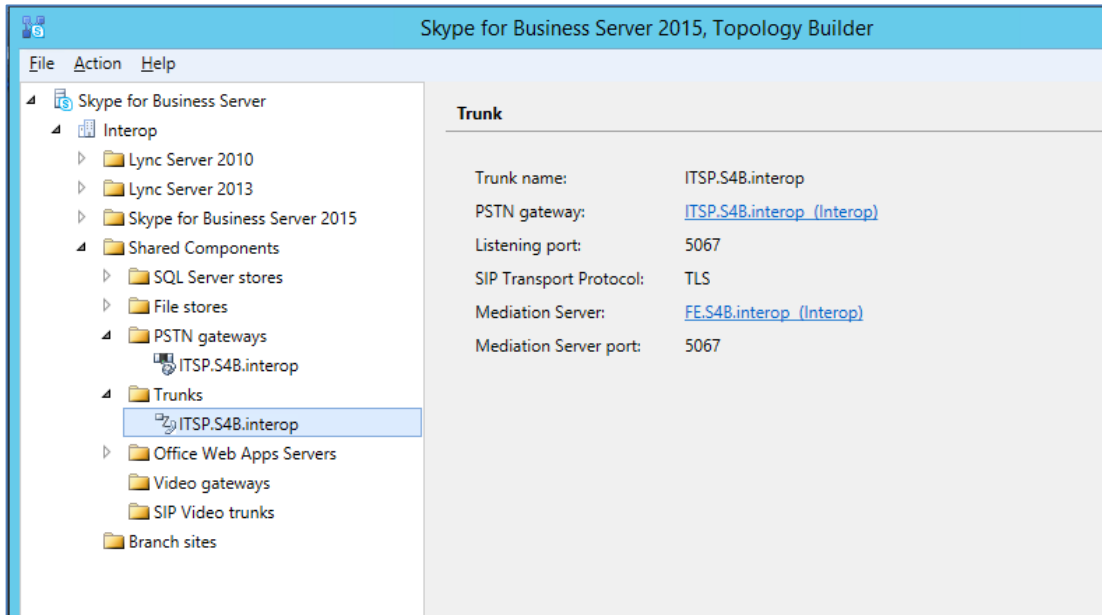 Skype for Business Server 2015, Topology Builder
File Action Help
Skype for Business Server
Interop
Lync Server 2010
Lync Server 2013
Skype for Business Server 2015
Shared Components
SQL Server stores
File stores
PSTN gateways
ITSP.S4B.interop
Trunks
ITSP.S4B.interop
Office Web Apps Servers
Video gateways
SIP Video trunks
Branch sites
Trunk
Trunk name: ITSP.S4B.interop
PSTN gateway: ITSP.S4B.interop (Interop)
Listening port: 5067
SIP Transport Protocol: TLS
Mediation Server: FE.S4B.interop (Interop)
Mediation Server port: 5067